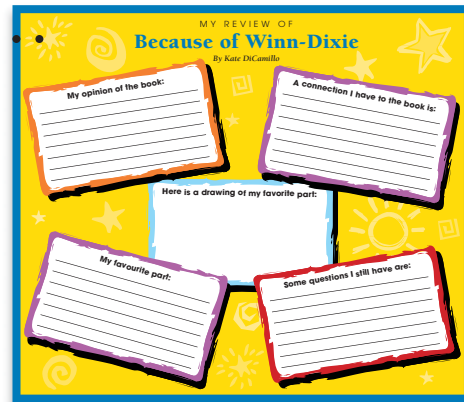 MY REVIEW OF
Because of Winn-Dixie
By Kate DiCamillo
My opinion of the book:
A connection I have to the book is:
Here is a drawing of my favorite part:
My favourite part:
Some questions I still have are: